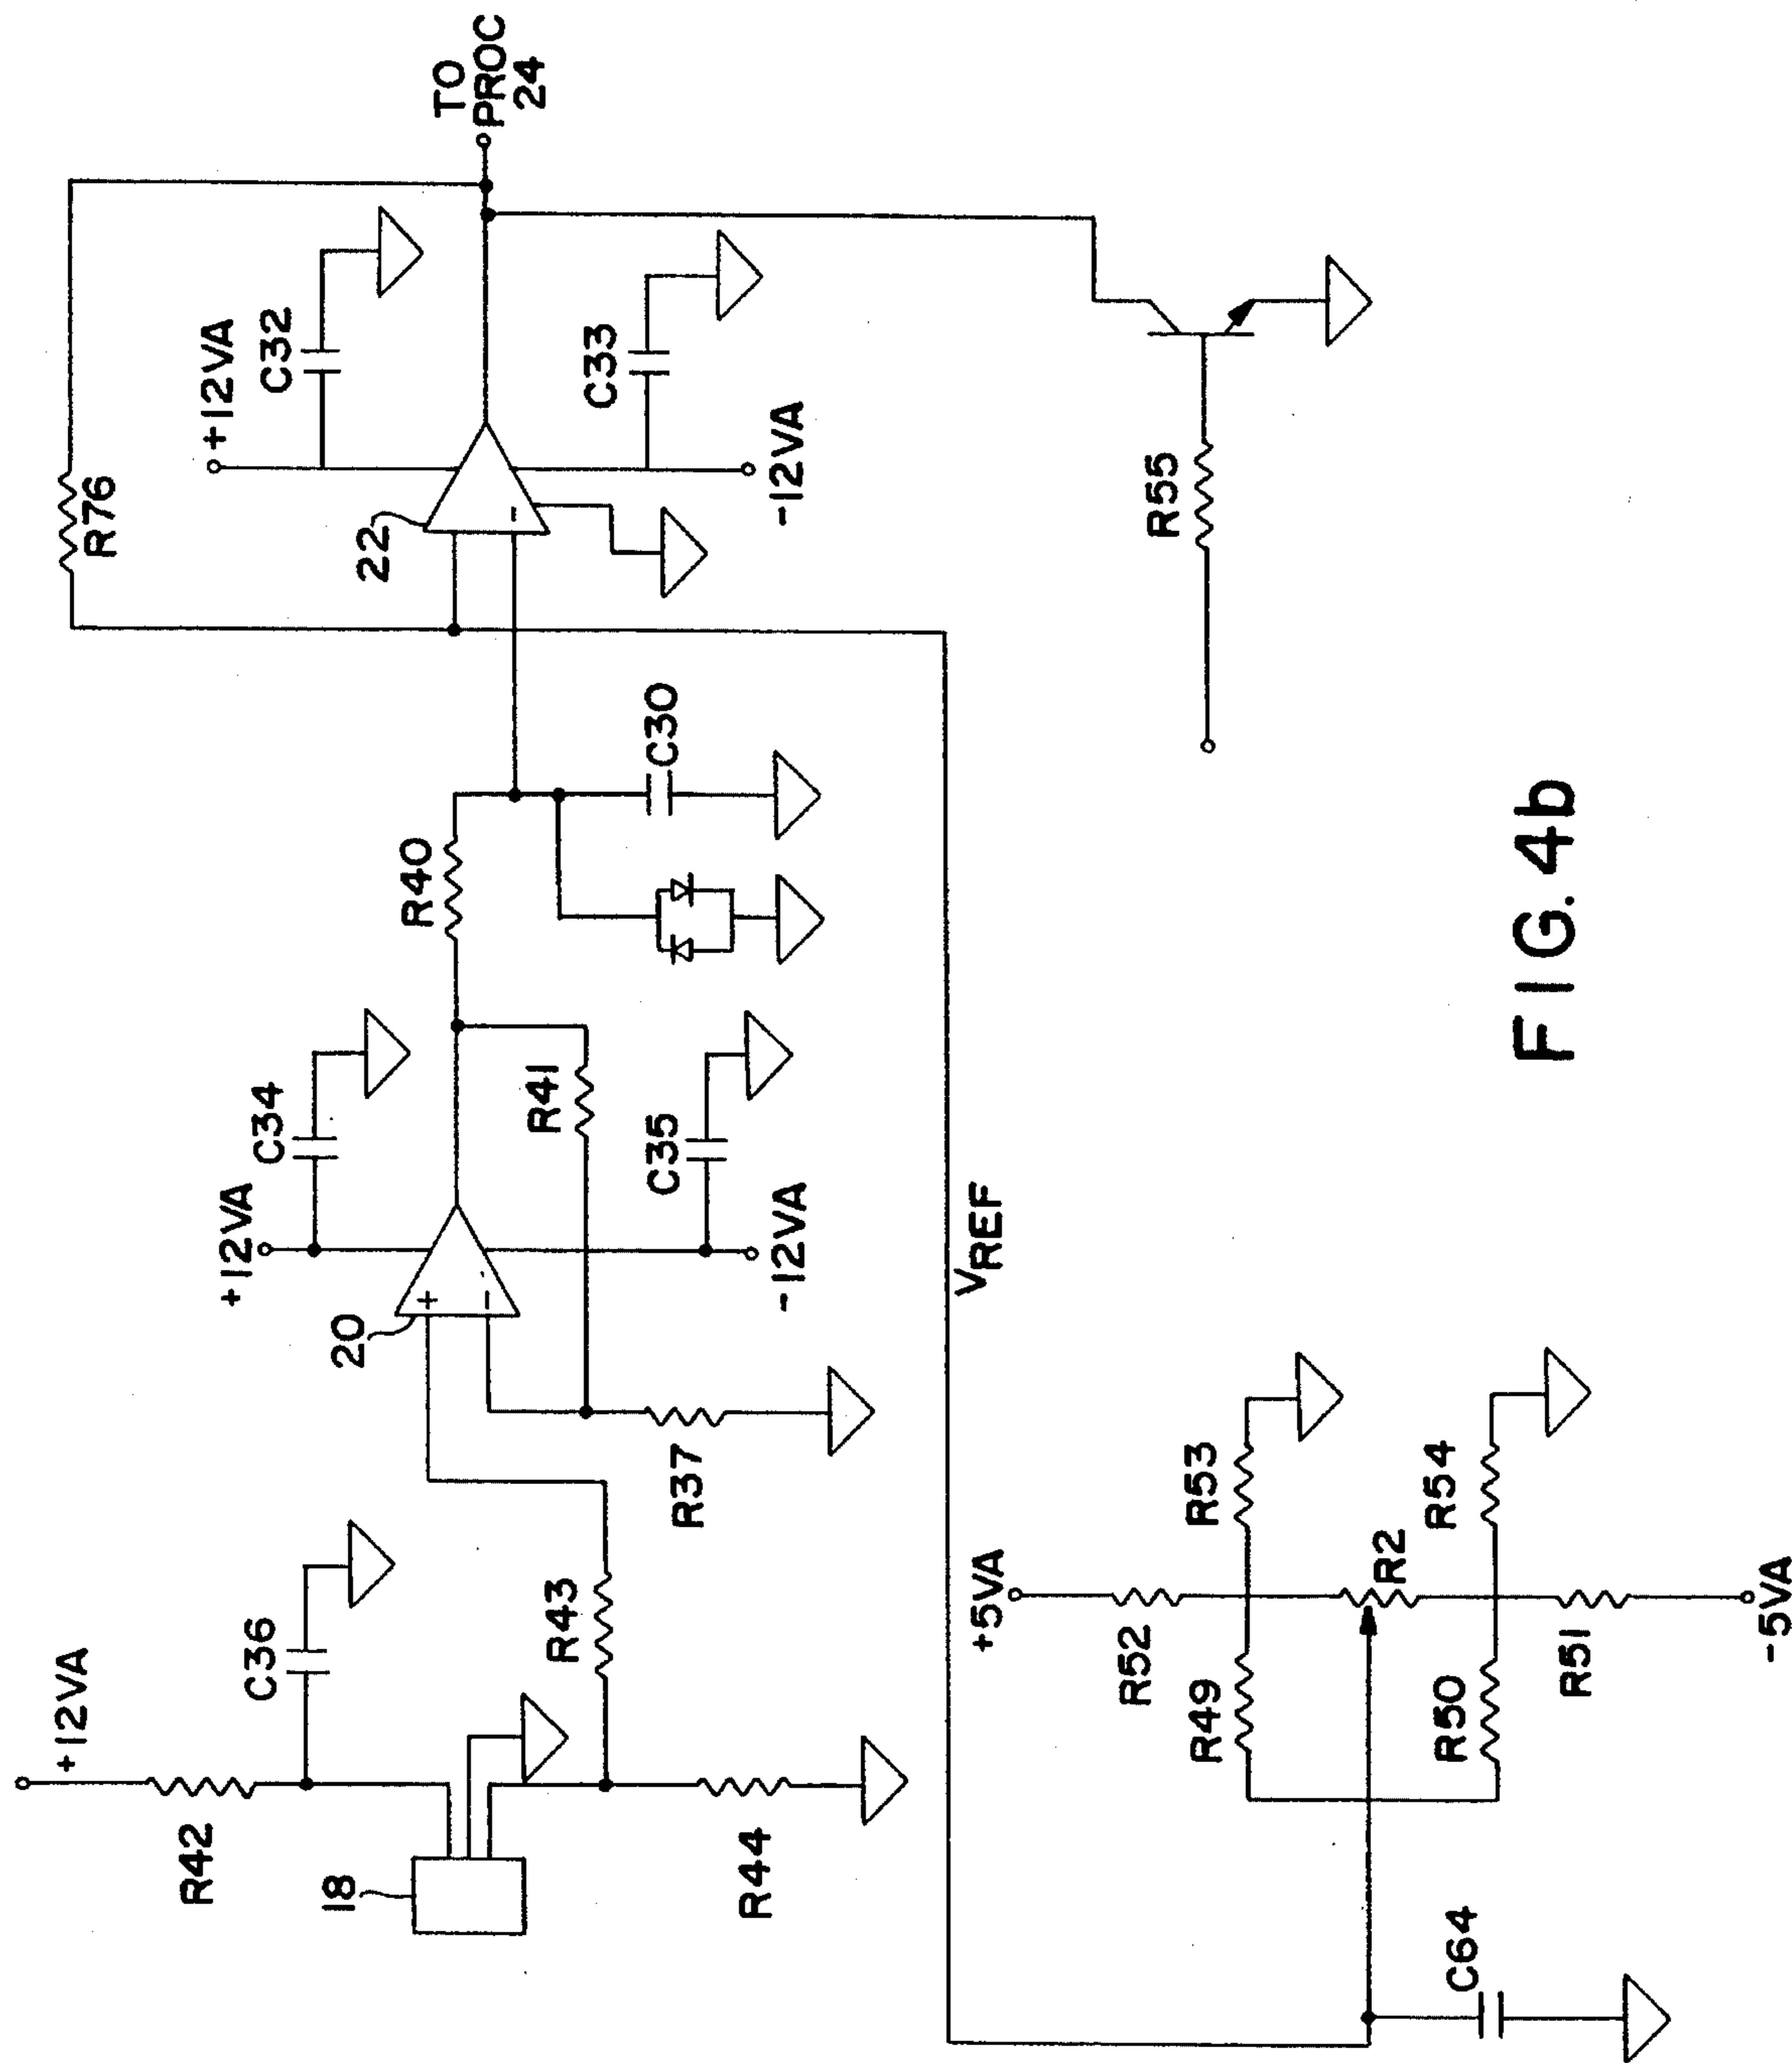 TO
PROC
24
R76
+12VA
C32
22
C33
-12VA
R55
R40
C30
C34
+12VA
20
R41
C35
-12VA
R37
VREF
+12VA
C36
R42
18
R43
R44
+5VA
R52
R53
R49
R2
R54
R50
R51
-5VA
C64
FIG. 4b